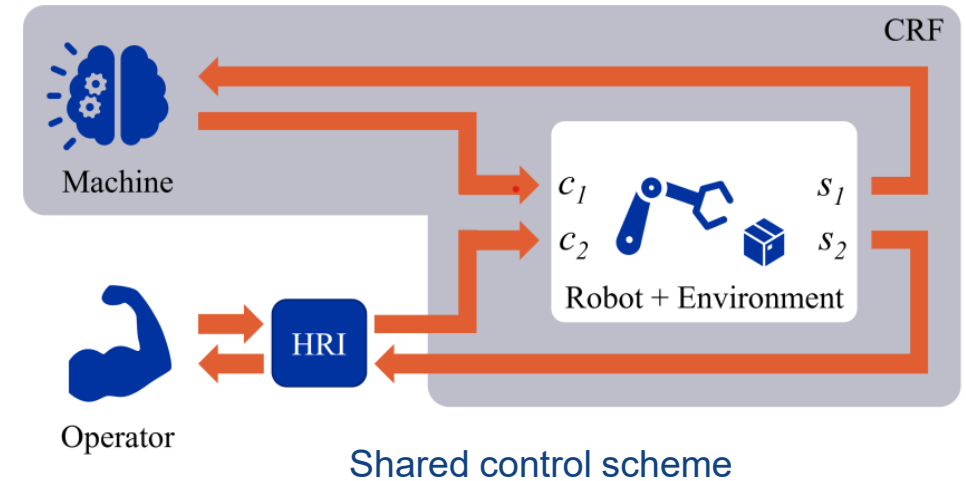 CRF
Machine
c1
s1
c2
s2
Robot + Environment
HRI
Operator
Shared control scheme